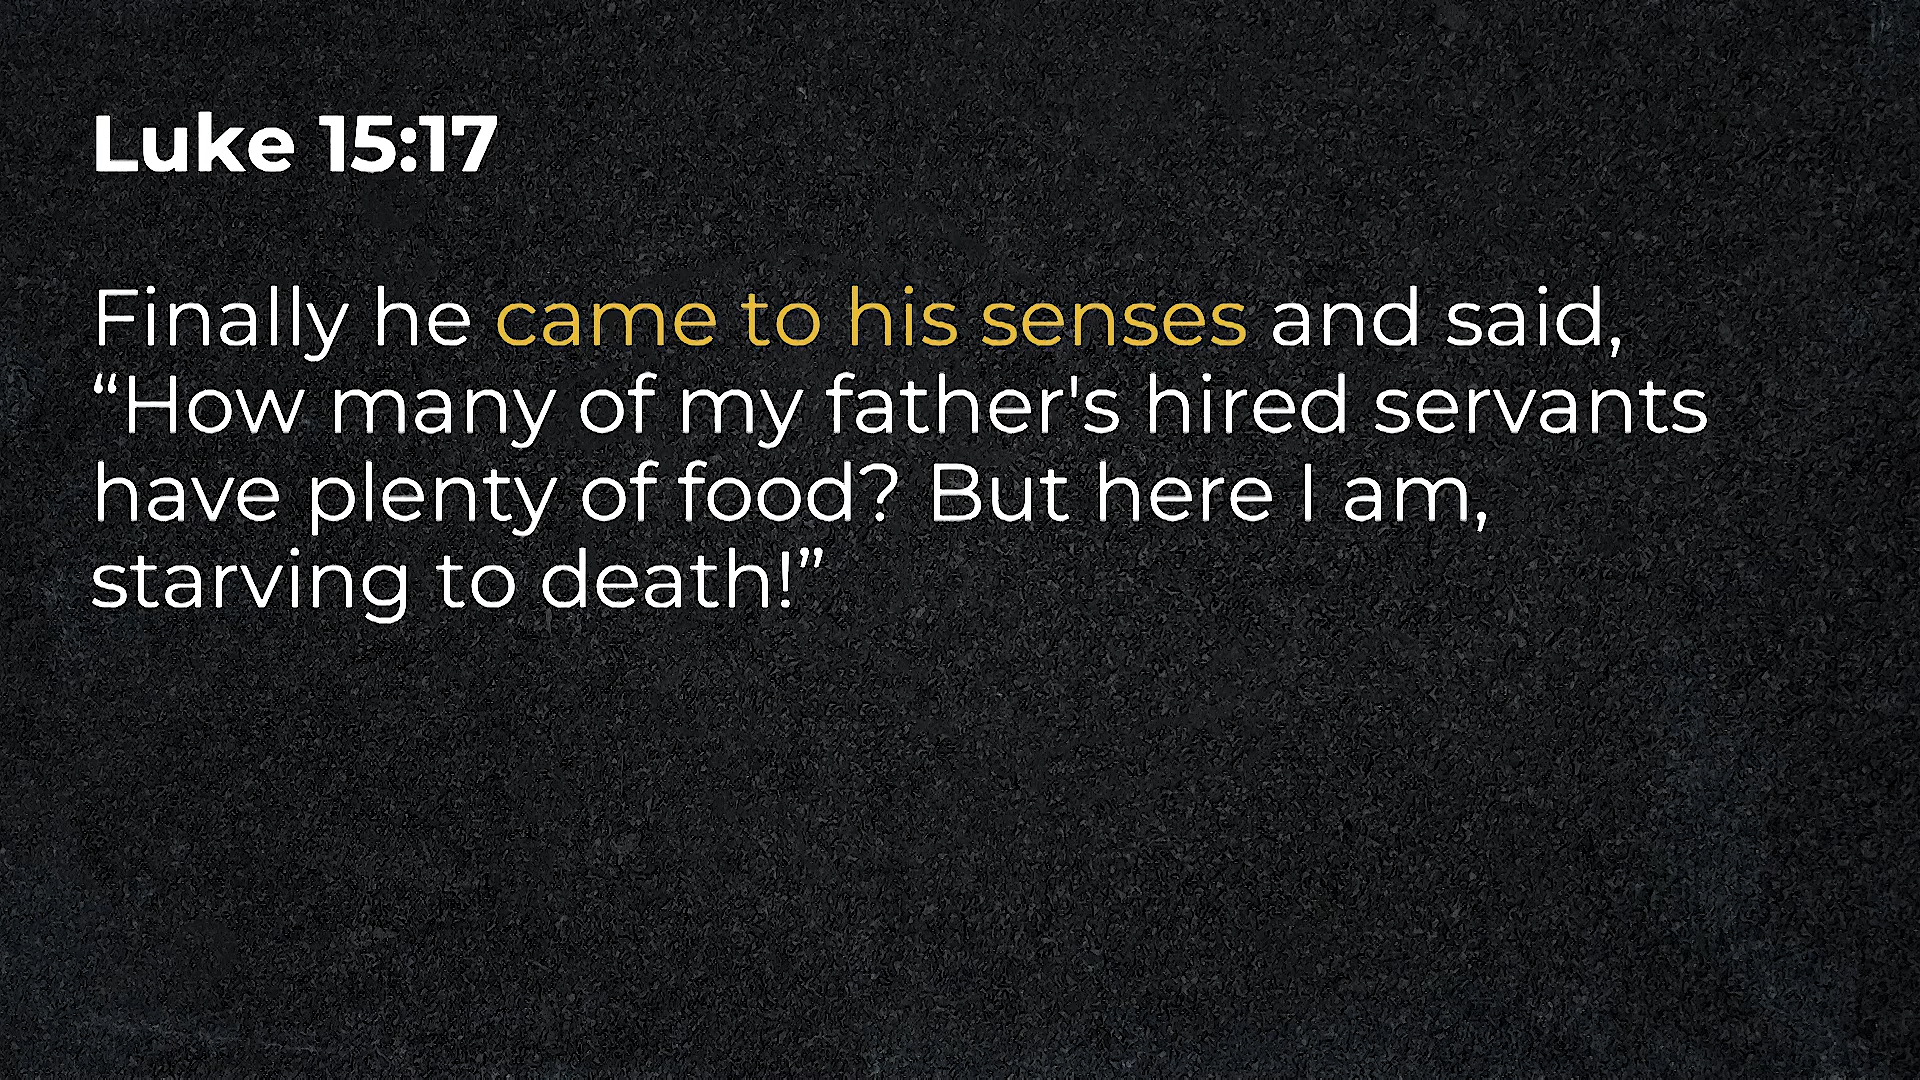 Luke 15:17
Finally he came to his senses and said,
“How many of my father's hired servants
have plenty of food? But here I am,
starving to death!”